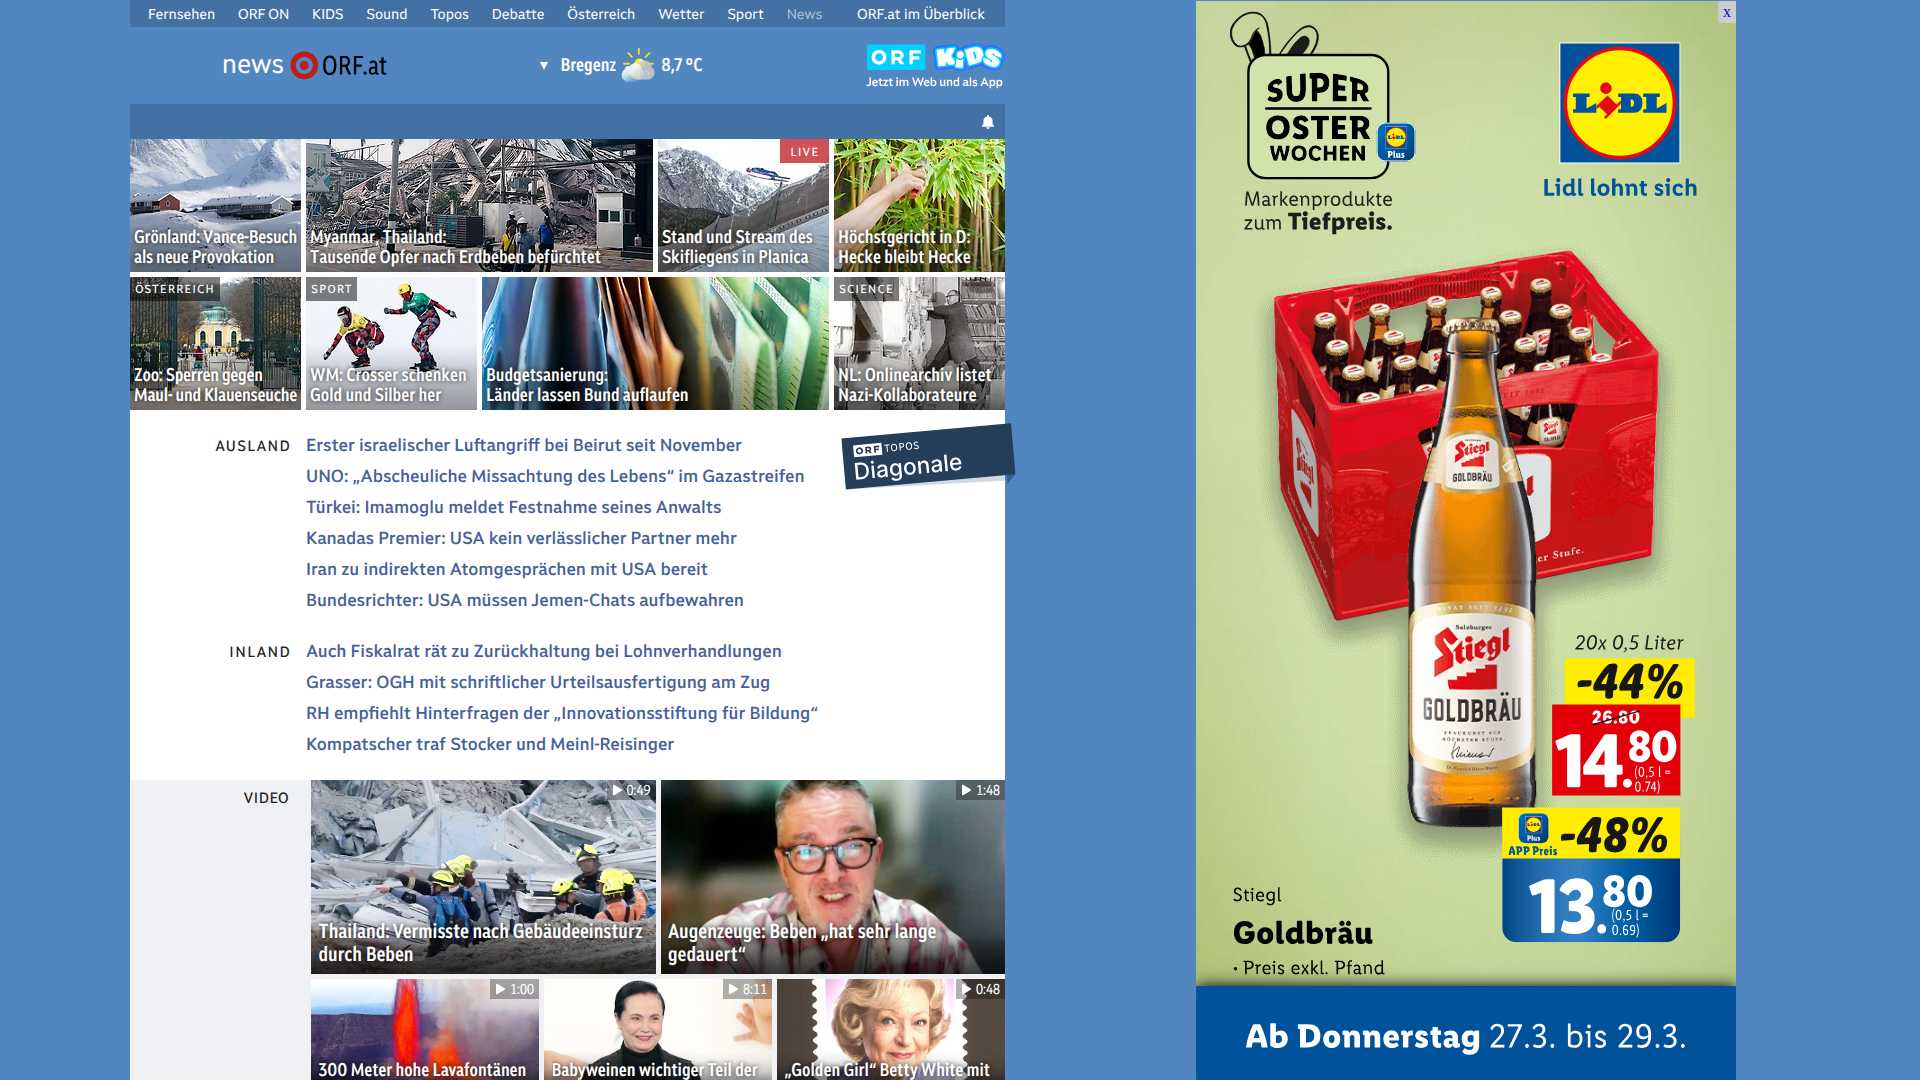 Fernsehen ORF ON KIDS Sound Topos Debatte Österreich Wetter Sport News ORF.at im Überblick
news ORF.at
▼ Bregenz 8,7 °C
ORF KiDS
Jetzt im Web und als App
Grönland: Vance-Besuch
als neue Provokation
Myanmar, Thailand:
Tausende Opfer nach Erdbeben befürchtet
LIVE
Stand und Stream des
Skifliegens in Planica
Höchstgericht in D:
Hecke bleibt Hecke
ÖSTERREICH
Zoo: Sperren gegen
Maul- und Klauenseuche
SPORT
WM: Crosser schenken
Gold und Silber her
Budgetsanierung:
Länder lassen Bund auflaufen
SCIENCE
NL: Onlinearchiv listet
Nazi-Kollaborateure
AUSLAND
Erster israelischer Luftangriff bei Beirut seit November
UNO: „Abscheuliche Missachtung des Lebens“ im Gazastreifen
Türkei: Imamoglu meldet Festnahme seines Anwalts
Kanadas Premier: USA kein verlässlicher Partner mehr
Iran zu indirekten Atomgesprächen mit USA bereit
Bundesrichter: USA müssen Jemen-Chats aufbewahren
ORF TOPOS
Diagonale
INLAND
Auch Fiskalrat rät zu Zurückhaltung bei Lohnverhandlungen
Grasser: OGH mit schriftlicher Urteilsausfertigung am Zug
RH empfiehlt Hinterfragen der „Innovationsstiftung für Bildung“
Kompatscher traf Stocker und Meinl-Reisinger
VIDEO
0:49
Thailand: Vermisste nach Gebäudeeinsturz
durch Beben
1:48
Augenzeuge: Beben „hat sehr lange
gedauert“
1:00
300 Meter hohe Lavafontänen
8:11
Babyweinen wichtiger Teil der
0:48
„Golden Girl“ Betty White mit
x
SUPER
OSTER
WOCHEN
LIDL
Plus
Markenprodukte
zum Tiefpreis.
LIDL
Lidl lohnt sich
Stiegl
GOLDBRÄU
er Stufe.
Salzburger
Stiegl
GOLDBRÄU
BRAUKUNST AUF
HÖCHSTER STUFE.
20x 0,5 Liter
-44%
26.80
14.80
(0,5 l =
0.74)
LIDL
Plus
APP Preis
-48%
13.80
(0,5 l =
0.69)
Stiegl
Goldbräu
• Preis exkl. Pfand
Ab Donnerstag 27.3. bis 29.3.